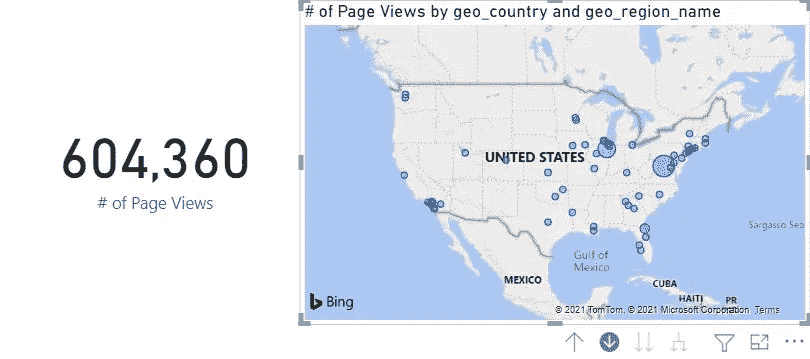 # of Page Views by geo_country and geo_region_name
604,360
# of Page Views
UNITED STATES
Sargasso Sea
Gulf of
Mexico
MEXICO
CUBA
HAITI
PR
Bing
© 2021 TomTom, © 2021 Microsoft Corporation Terms